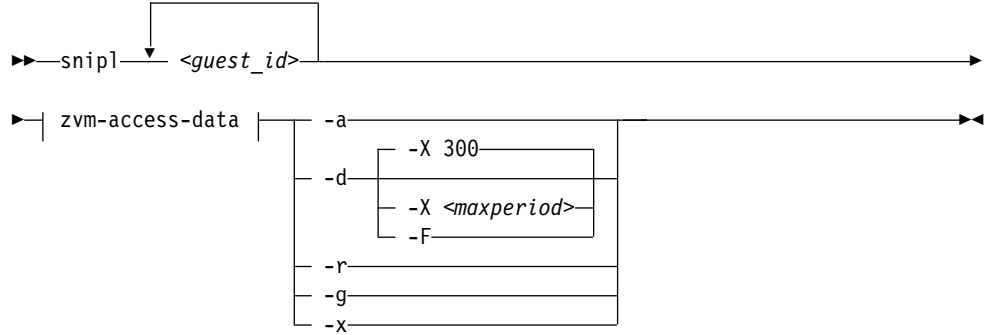 snipl <guest_id>
zvm-access-data -a
-X 300
-d
-X <maxperiod>
-F
-r
-g
-x